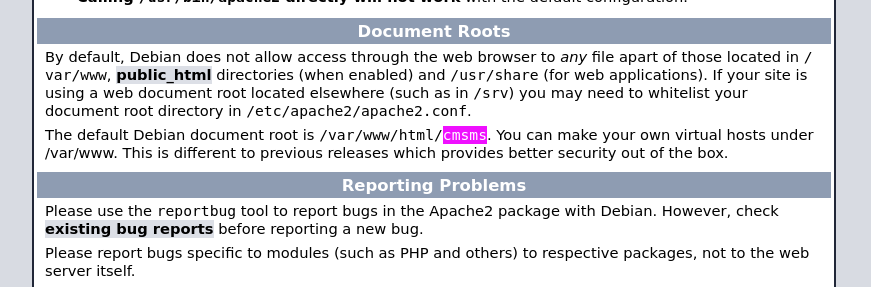 Calling /usr/bin/apache2 directly will not work with the default configuration.
Document Roots
By default, Debian does not allow access through the web browser to any file apart of those located in /
var/www, public_html directories (when enabled) and /usr/share (for web applications). If your site is
using a web document root located elsewhere (such as in /srv) you may need to whitelist your
document root directory in /etc/apache2/apache2.conf.
The default Debian document root is /var/www/html/cmsms. You can make your own virtual hosts under
/var/www. This is different to previous releases which provides better security out of the box.
Reporting Problems
Please use the reportbug tool to report bugs in the Apache2 package with Debian. However, check
existing bug reports before reporting a new bug.
Please report bugs specific to modules (such as PHP and others) to respective packages, not to the web
server itself.